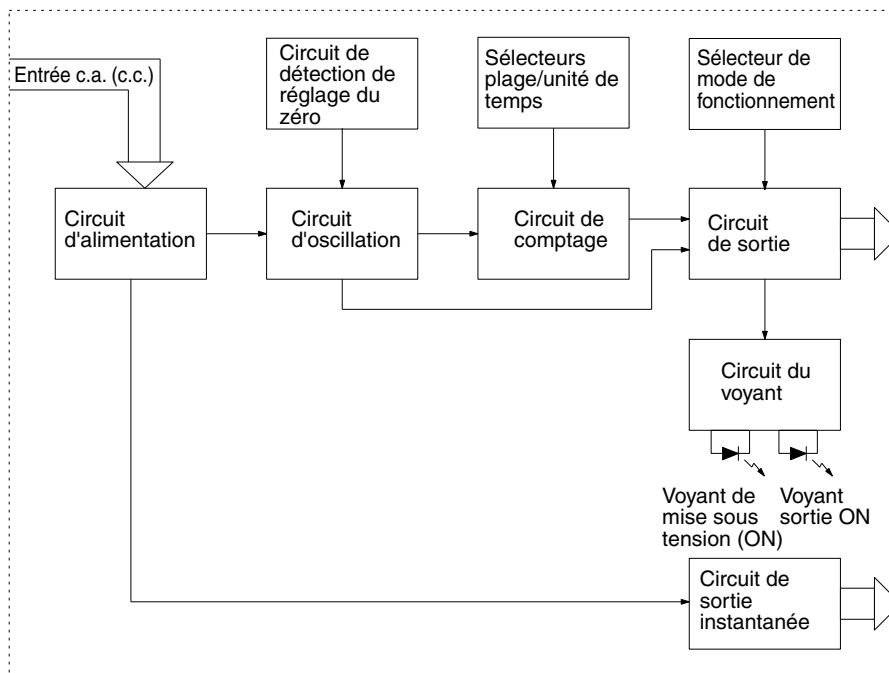 Entrée c.a. (c.c.)
Circuit de
détection de
réglage du
zéro
Sélecteurs
plage/unité de
temps
Sélecteur de
mode de
fonctionnement
Circuit
d'alimentation
Circuit
d'oscillation
Circuit de
comptage
Circuit
de sortie
Circuit du
voyant
Voyant de
mise sous
tension (ON)
Voyant
sortie ON
Circuit de
sortie
instantanée